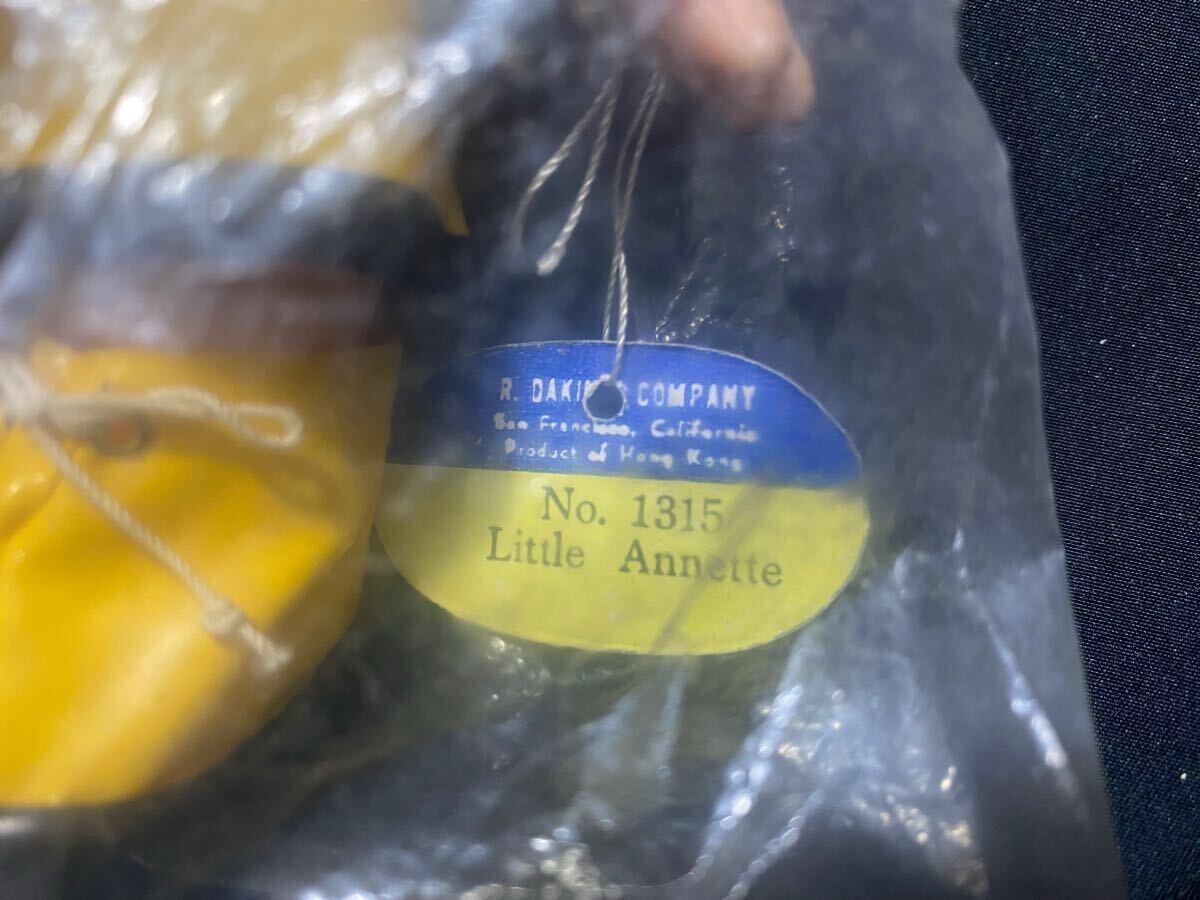 R. DAKIN & COMPANY
San Francisco, California
Product of Hong Kong
No. 1315
Little Annette